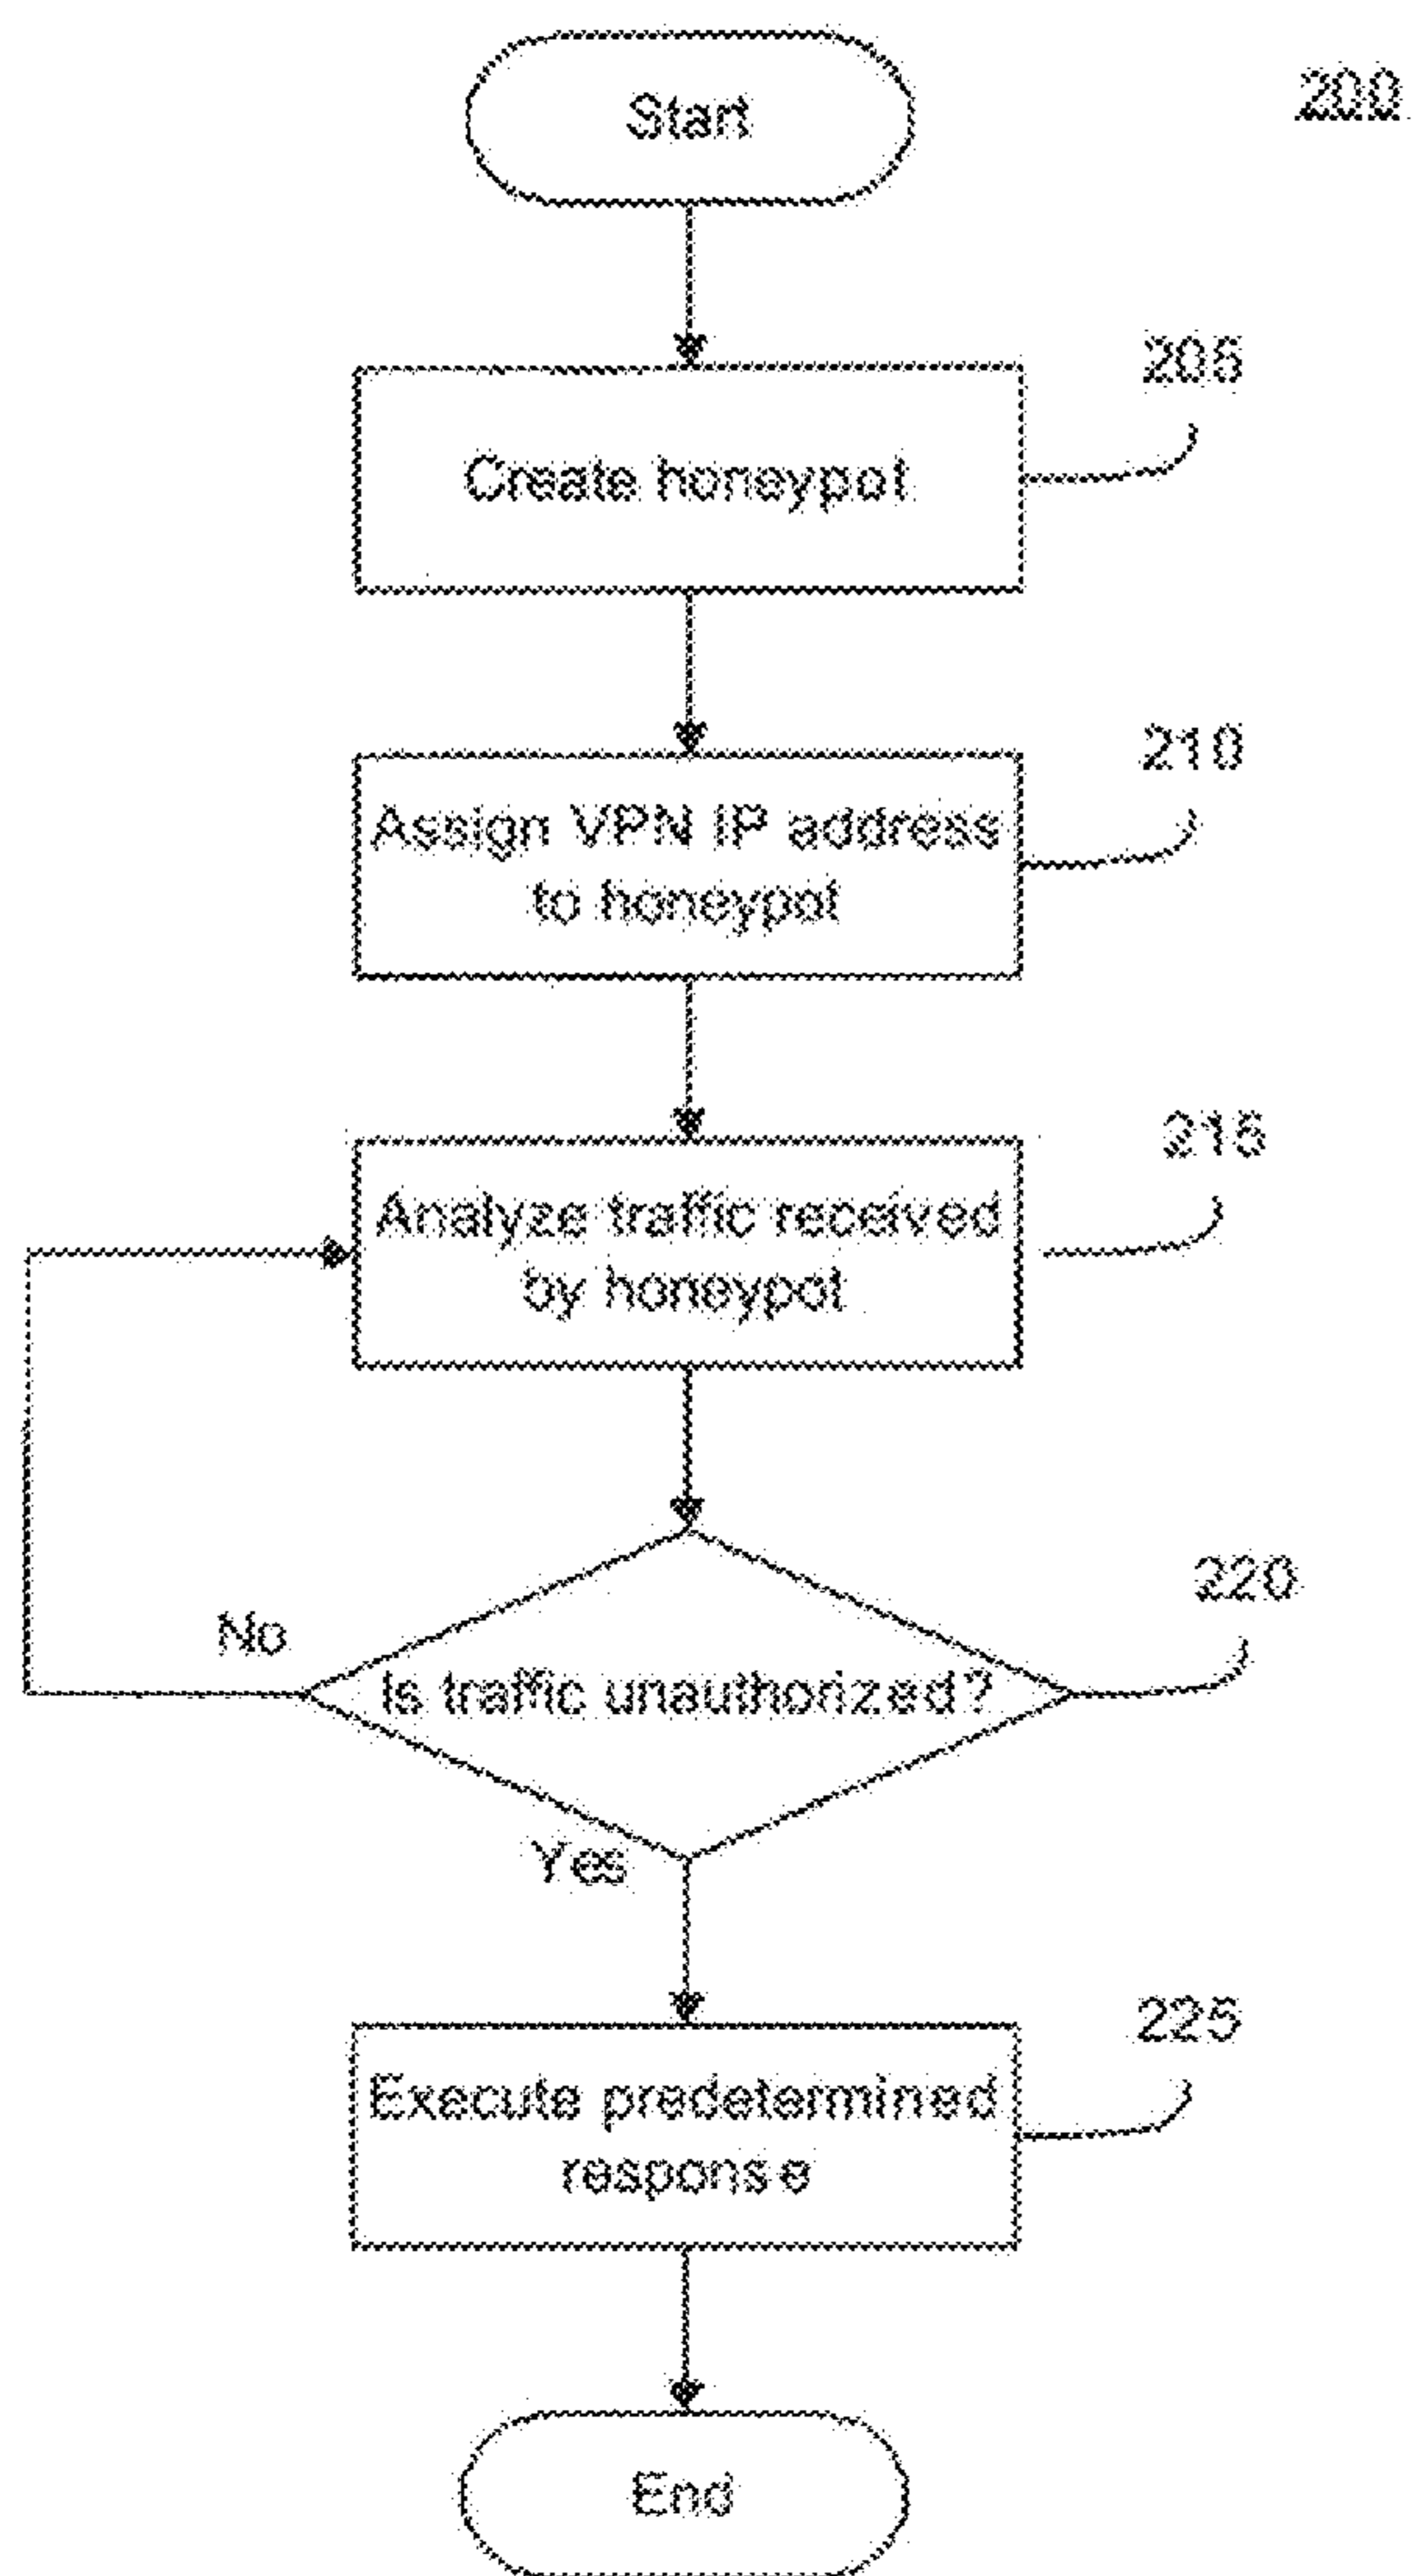 Start
200
205
Create honeypot
210
Assign VPN IP address
to honeypot
215
Analyze traffic received
by honeypot
220
No
Is traffic unauthorized?
Yes
225
Execute predetermined
response
End